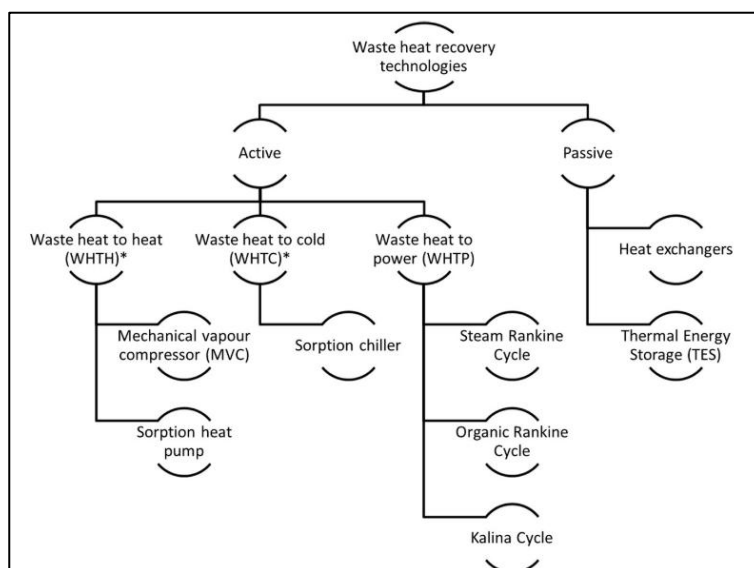 Waste heat recovery
technologies
Active
Passive
Waste heat to heat
(WHTH)*
Waste heat to cold
(WHTC)*
Waste heat to
power (WHTP)
Heat exchangers
Mechanical vapour
compressor (MVC)
Sorption chiller
Steam Rankine
Cycle
Thermal Energy
Storage (TES)
Sorption heat
pump
Organic Rankine
Cycle
Kalina Cycle